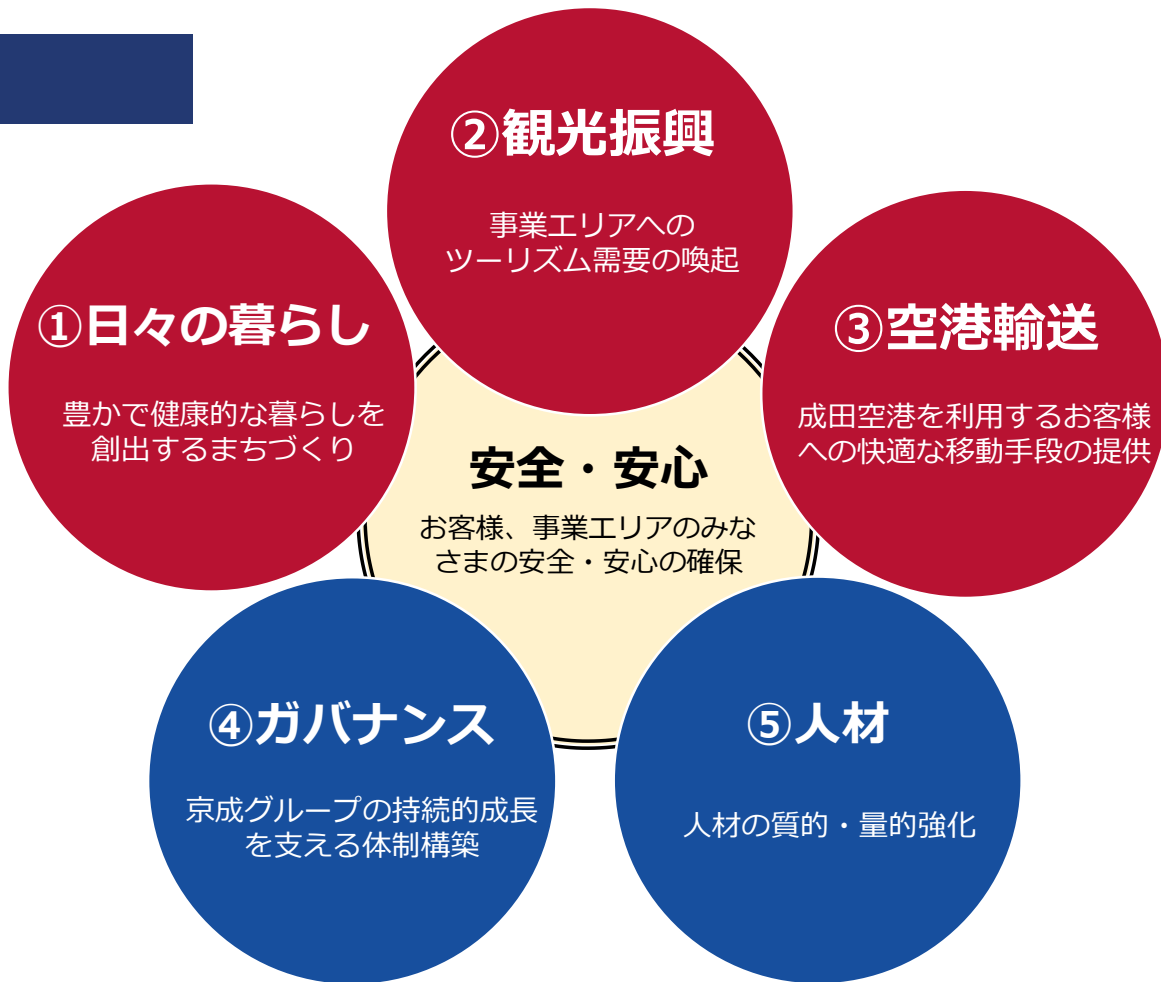 ②観光振興
事業エリアへの
ツーリズム需要の喚起
①日々の暮らし
豊かで健康的な暮らしを
創出するまちづくり
③空港輸送
成田空港を利用するお客様
への快適な移動手段の提供
安全・安心
お客様、事業エリアのみな
さまの安全・安心の確保
④ガバナンス
京成グループの持続的成長
を支える体制構築
⑤人材
人材の質的・量的強化